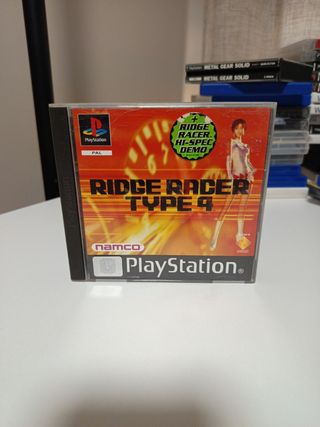 METAL GEAR SOLID
METAL GEAR SOLID
PlayStation
PAL
+
RIDGE
RACER
HI-SPEC
DEMO
RIDGE RACER
TYPE 4
namco
PlayStation